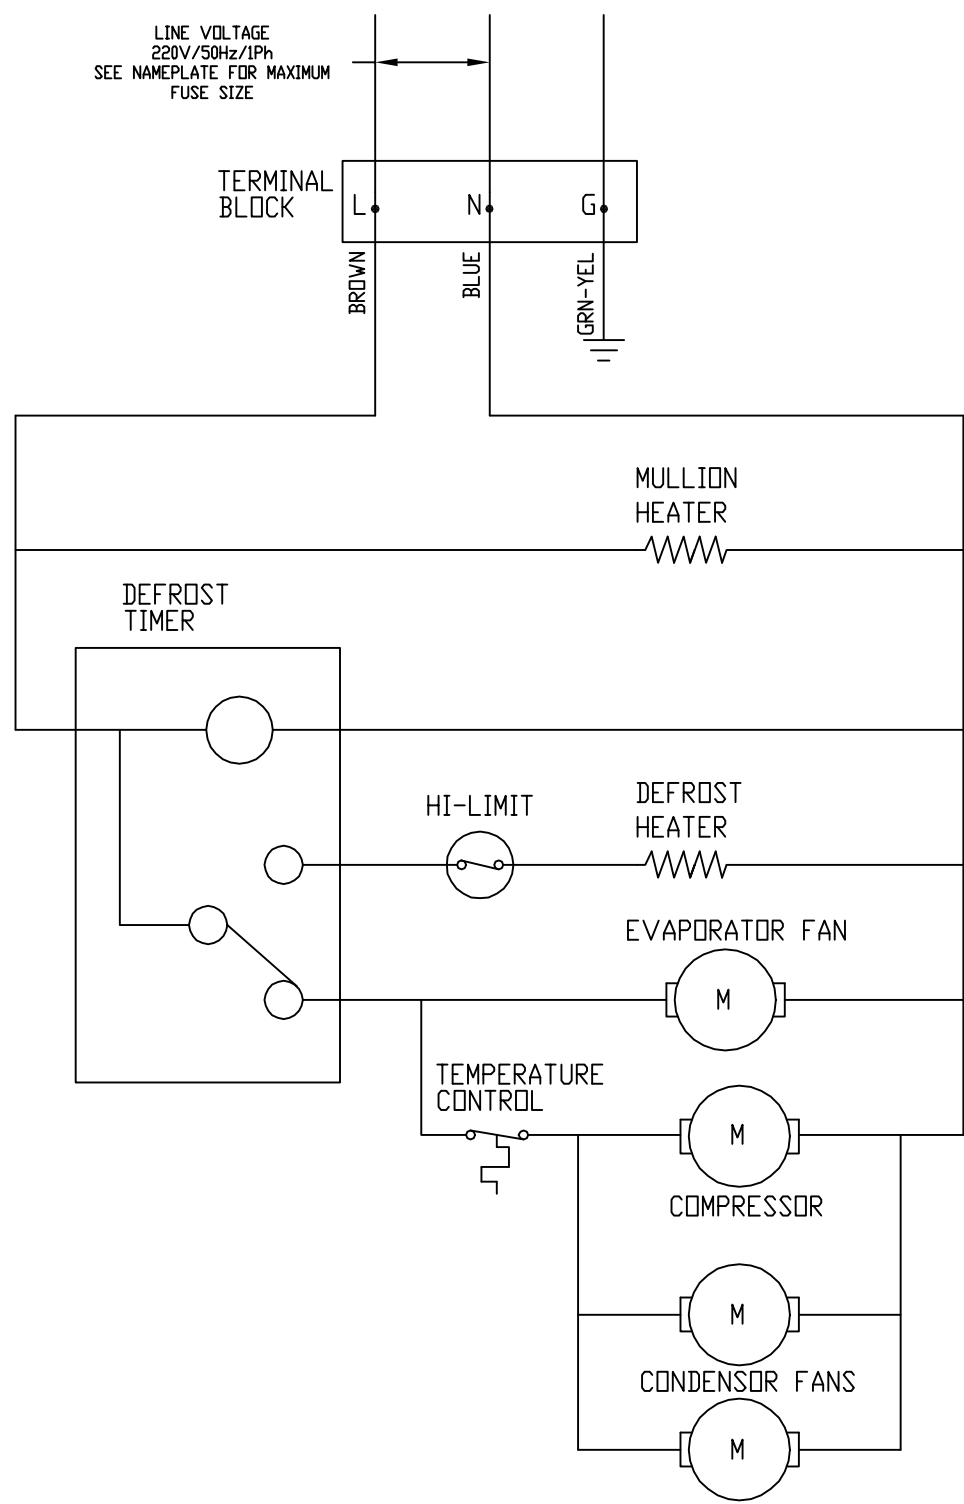 LINE VOLTAGE
220V/50Hz/1Ph
SEE NAMEPLATE FOR MAXIMUM
FUSE SIZE
TERMINAL
BLOCK
L
N
G
BROWN
BLUE
GRN-YEL
MULLION
HEATER
DEFROST
TIMER
HI-LIMIT
DEFROST
HEATER
EVAPORATOR FAN
M
TEMPERATURE
CONTROL
M
COMPRESSOR
M
CONDENSOR FANS
M